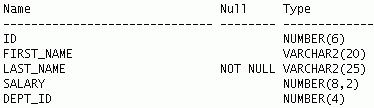 Name Null Type
------------------------------ -------- ------------
ID NUMBER(6)
FIRST_NAME VARCHAR2(20)
LAST_NAME NOT NULL VARCHAR2(25)
SALARY NUMBER(8,2)
DEPT_ID NUMBER(4)